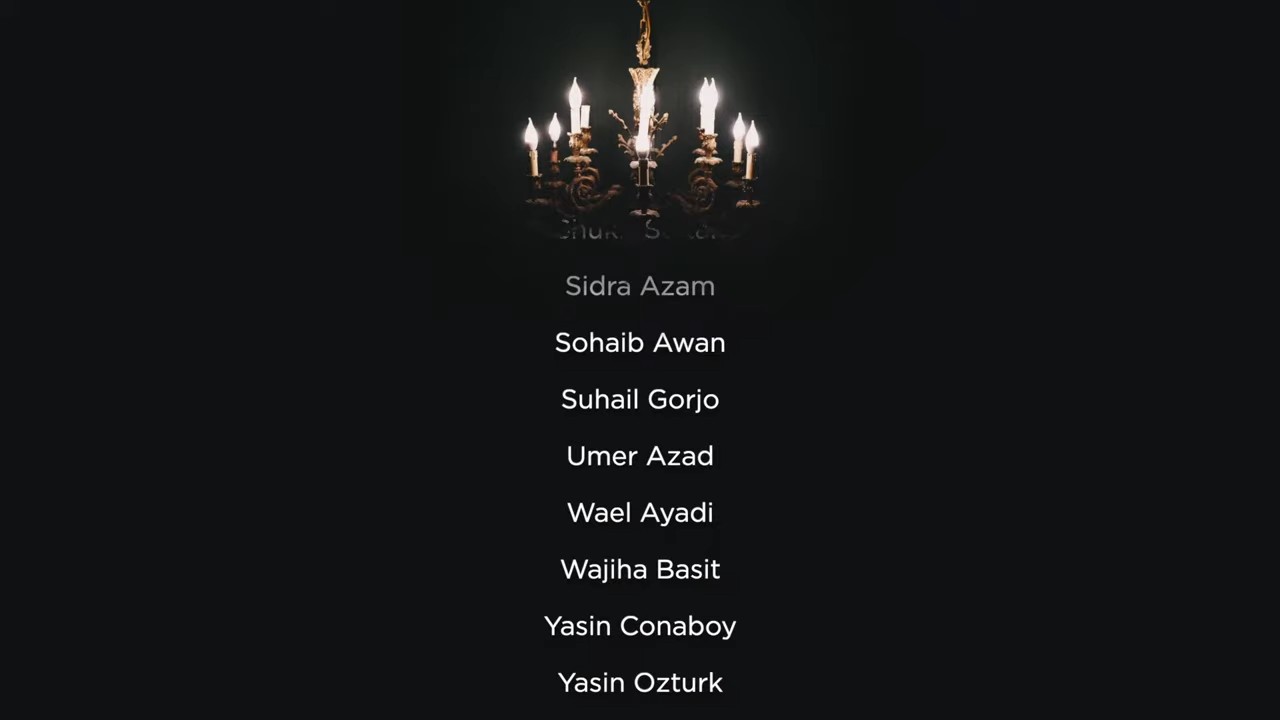 Sidra Azam
Sohaib Awan
Suhail Gorjo
Umer Azad
Wael Ayadi
Wajiha Basit
Yasin Conaboy
Yasin Ozturk